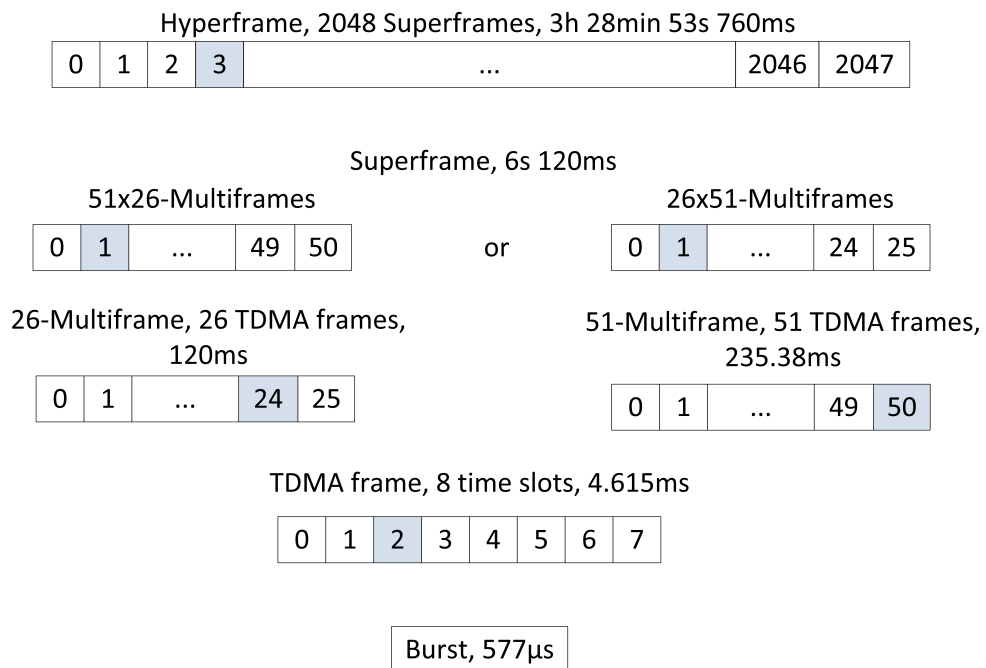 Hyperframe, 2048 Superframes, 3h 28min 53s 760ms
0 1 2 3 ... 2046 2047
Superframe, 6s 120ms
51x26-Multiframes
0 1 ... 49 50
or
26x51-Multiframes
0 1 ... 24 25
26-Multiframe, 26 TDMA frames,
120ms
0 1 ... 24 25
51-Multiframe, 51 TDMA frames,
235.38ms
0 1 ... 49 50
TDMA frame, 8 time slots, 4.615ms
0 1 2 3 4 5 6 7
Burst, 577μs